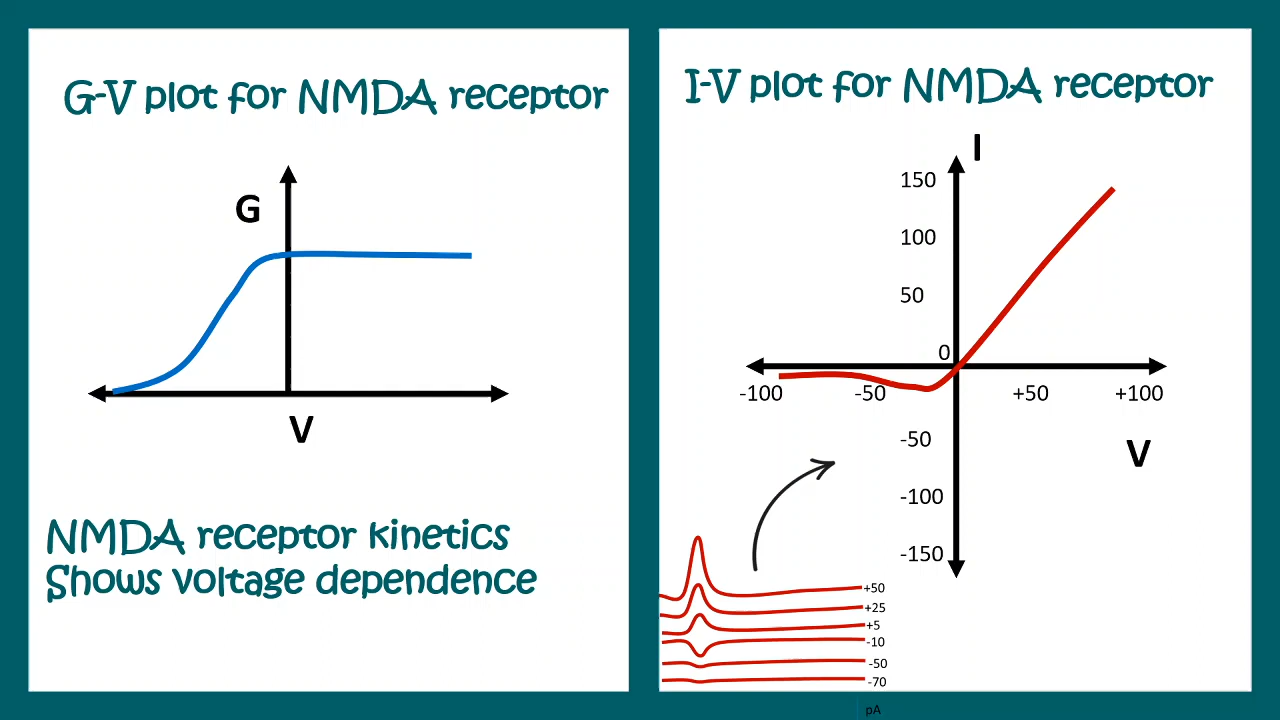 G-V plot for NMDA receptor
G
V
NMDA receptor kinetics
Shows voltage dependence
I-V plot for NMDA receptor
I
150
100
50
0
-100 -50 +50 +100
-50
V
-100
-150
+50
+25
+5
-10
-50
-70
pA